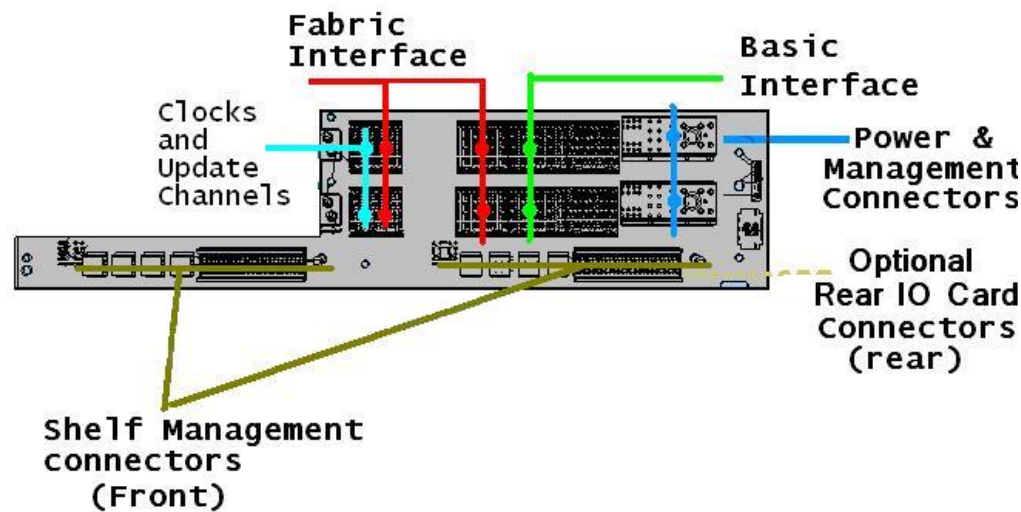 Fabric
Interface
Basic
Interface
Clocks
and
Update
Channels
Power &
Management
Connectors
Optional
Rear IO Card
Connectors
(rear)
Shelf Management
connectors
(Front)